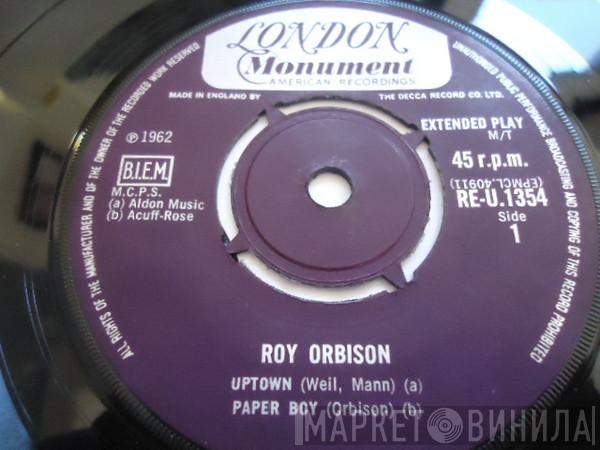 LONDON
Monument
AMERICAN RECORDINGS
MADE IN ENGLAND BY THE DECCA RECORD CO. LTD.
ALL RIGHTS OF THE MANUFACTURER AND OF THE OWNER OF THE RECORDED WORK RESERVED
UNAUTHORISED PUBLIC PERFORMANCE BROADCASTING AND COPYING OF THIS RECORD PROHIBITED
℗ 1962
B.I.E.M.
M.C.P.S.
(a) Aldon Music
(b) Acuff-Rose
EXTENDED PLAY
M/T
45 r.p.m.
(EPMCL.40911)
RE-U.1354
Side
1
ROY ORBISON
UPTOWN (Weil, Mann) (a)
PAPER BOY (Orbison) (b)
МАРКЕТ ВИНИЛА